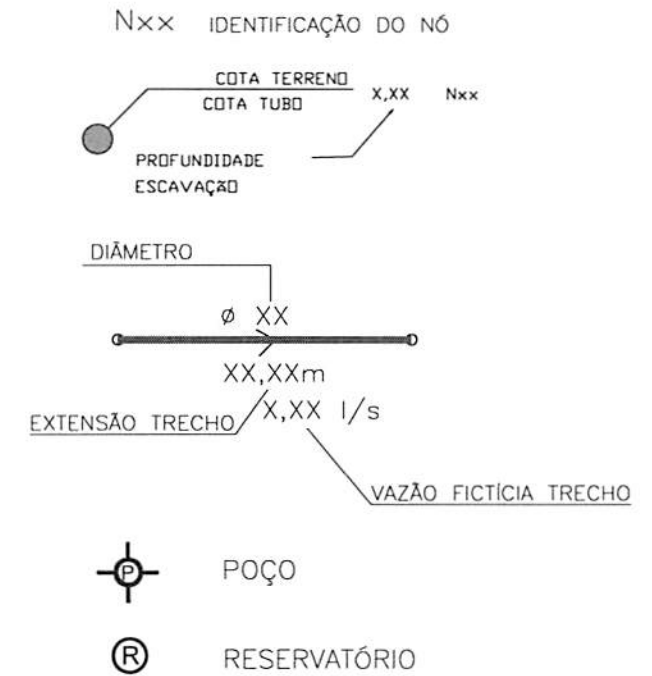 Nxx IDENTIFICAÇÃO DO NÓ
COTA TERRENO
COTA TUBO
X,XX Nxx
PROFUNDIDADE
ESCAVAÇÃO
DIÂMETRO
ø XX
XX,XXm
X,XX l/s
EXTENSÃO TRECHO
VAZÃO FICTÍCIA TRECHO
P POÇO
R RESERVATÓRIO